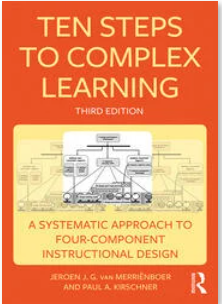 TEN STEPS
TO COMPLEX
LEARNING
THIRD EDITION
A SYSTEMATIC APPROACH TO
FOUR-COMPONENT
INSTRUCTIONAL DESIGN
JEROEN J. G. VAN MERRIËNBOER
AND PAUL A. KIRSCHNER
R